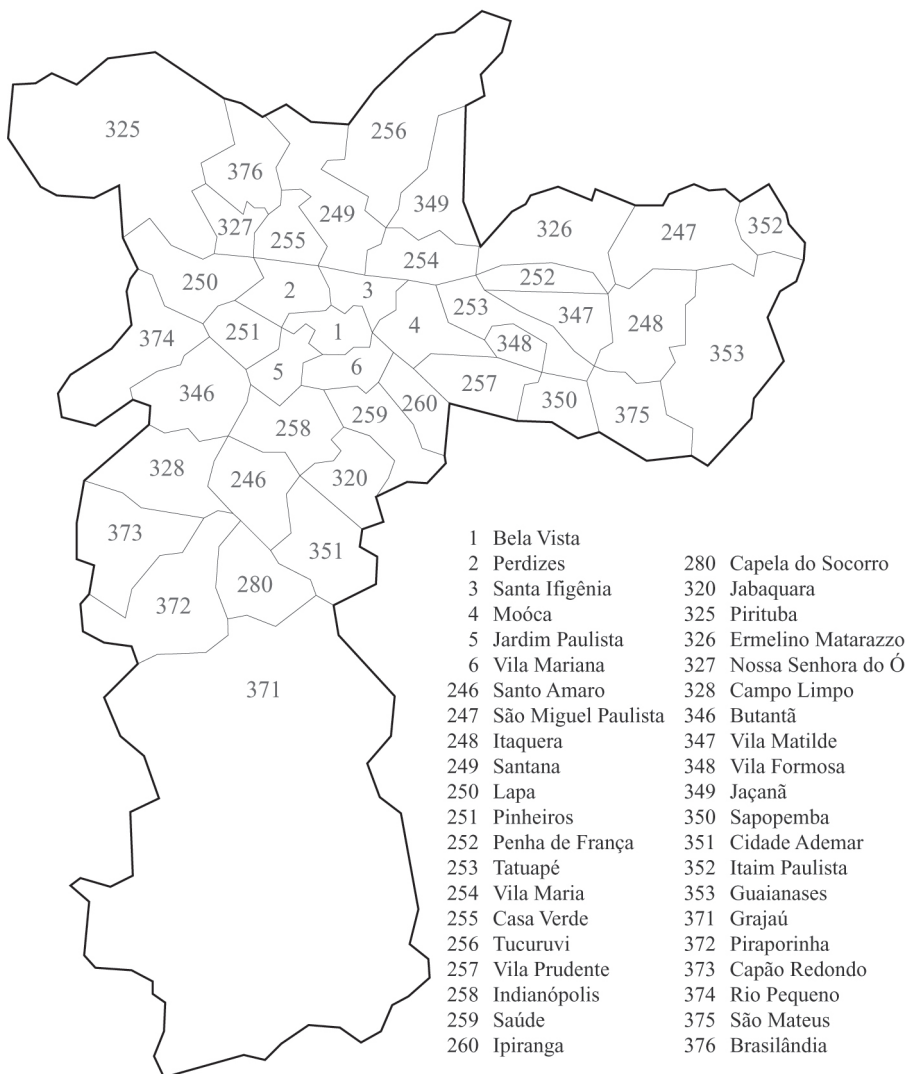 325
256
376
349
327
249
255
326
247
352
254
250
2
3
252
253
347
248
374
251
1
4
348
353
5
6
257
346
258
259
260
350
375
328
246
320
373
351
280
372
371
1 Bela Vista
2 Perdizes
3 Santa Ifigênia
4 Moóca
5 Jardim Paulista
6 Vila Mariana
246 Santo Amaro
247 São Miguel Paulista
248 Itaquera
249 Santana
250 Lapa
251 Pinheiros
252 Penha de França
253 Tatuapé
254 Vila Maria
255 Casa Verde
256 Tucuruvi
257 Vila Prudente
258 Indianópolis
259 Saúde
260 Ipiranga
280 Capela do Socorro
320 Jabaquara
325 Pirituba
326 Ermelino Matarazzo
327 Nossa Senhora do Ó
328 Campo Limpo
346 Butantã
347 Vila Matilde
348 Vila Formosa
349 Jaçanã
350 Sapopemba
351 Cidade Ademar
352 Itaim Paulista
353 Guaianases
371 Grajaú
372 Piraporinha
373 Capão Redondo
374 Rio Pequeno
375 São Mateus
376 Brasilândia